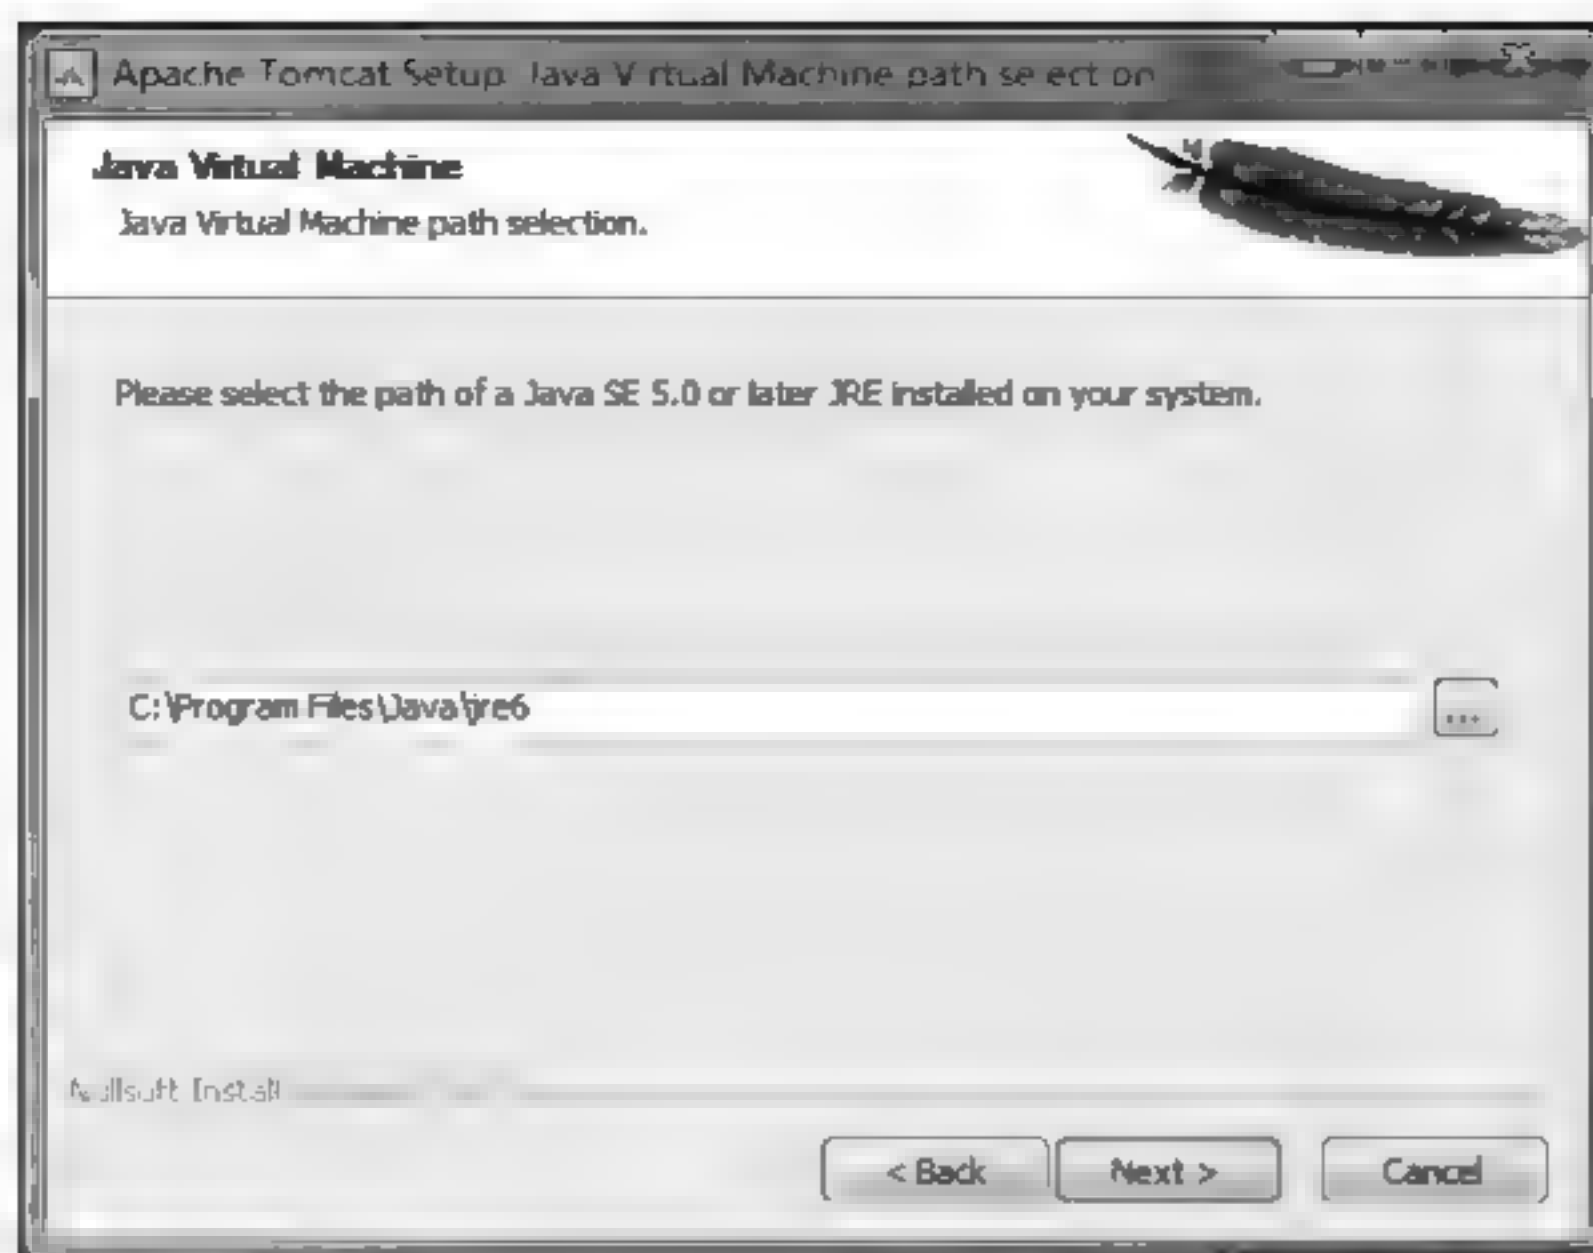 Apache Tomcat Setup: Java Virtual Machine path selection
Java Virtual Machine
Java Virtual Machine path selection.
Please select the path of a Java SE 5.0 or later JRE installed on your system.
C:\Program Files\Java\jre6
...
Nullsoft Install
< Back Next > Cancel